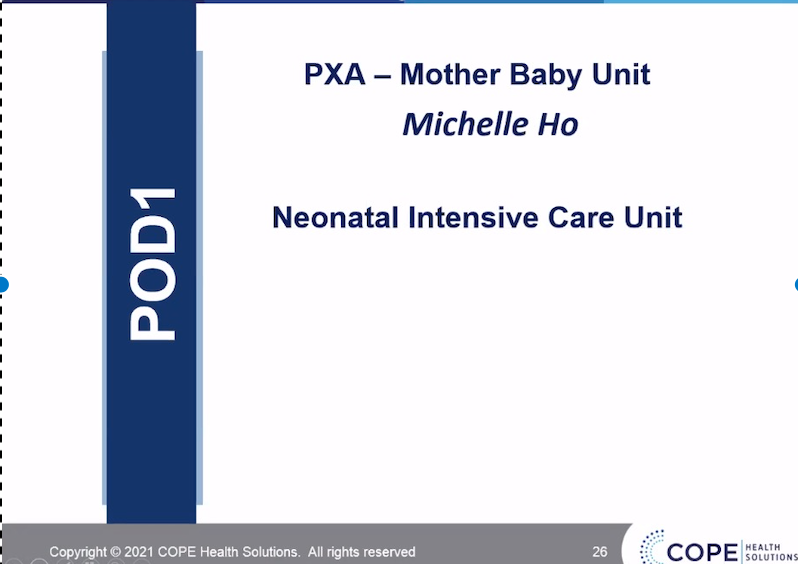 PXA – Mother Baby Unit
Michelle Ho
Neonatal Intensive Care Unit
POD1
Copyright © 2021 COPE Health Solutions. All rights reserved
26
COPE HEALTH SOLUTIONS